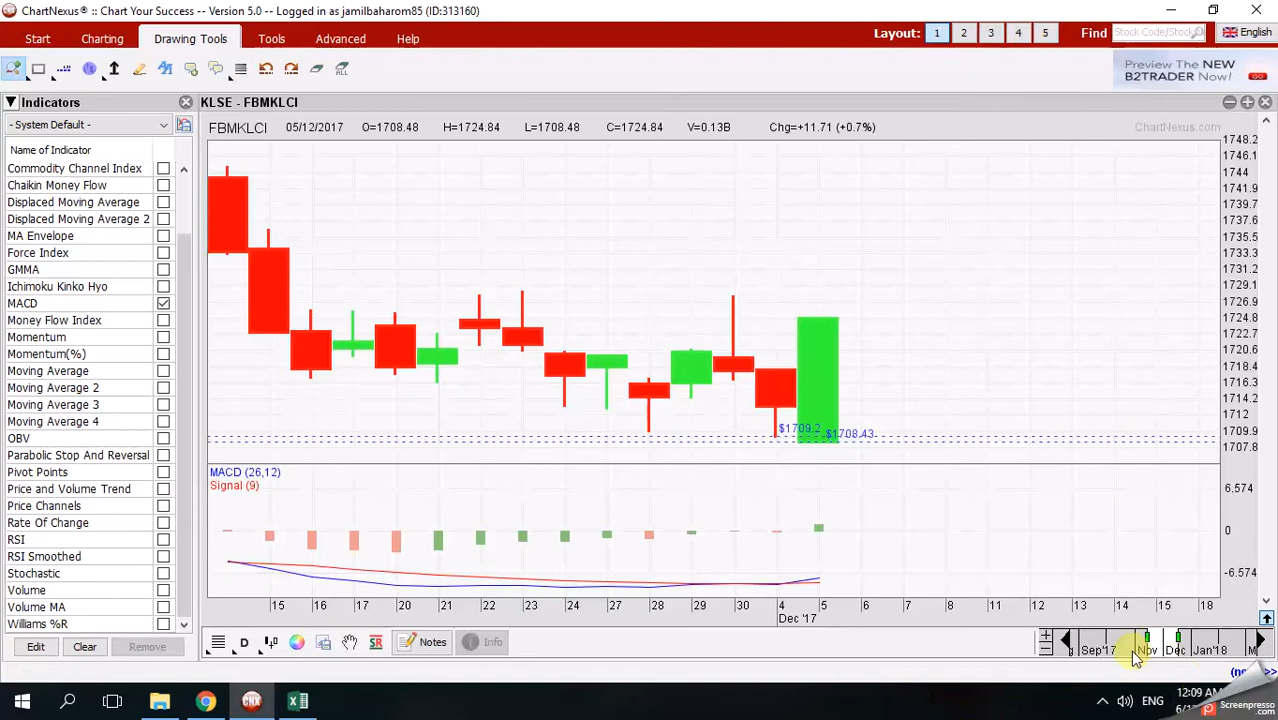 ChartNexus® :: Chart Your Success - Version 5.0 -- Logged in as jamilbaharom85 (ID:313160)
Start Charting Drawing Tools Tools Advanced Help Layout: 1 2 3 4 5 Find Stock Code/Stock English
ALL
Preview The NEW
B2TRADER Now! GO
Indicators
KLSE - FBMKLCI
- System Default -
FBMKLCI 05/12/2017 O=1708.48 H=1724.84 L=1708.48 C=1724.84 V=0.13B Chg=+11.71 (+0.7%) ChartNexus.com
Name of Indicator
Commodity Channel Index
Chaikin Money Flow
Displaced Moving Average
Displaced Moving Average 2
MA Envelope
Force Index
GMMA
Ichimoku Kinko Hyo
MACD
Money Flow Index
Momentum
Momentum(%)
Moving Average
Moving Average 2
Moving Average 3
Moving Average 4
OBV
Parabolic Stop And Reversal
Pivot Points
Price and Volume Trend
Price Channels
Rate Of Change
RSI
RSI Smoothed
Stochastic
Volume
Volume MA
Williams %R
Edit Clear Remove
1748.2
1746.1
1744
1741.9
1739.7
1737.6
1735.5
1733.3
1731.2
1729.1
1726.9
1724.8
1722.7
1720.6
1718.4
1716.3
1714.2
1712
1709.9
1707.8
$1709.2
$1708.43
MACD (26,12)
Signal (9)
6.574
0
-6.574
15 16 17 20 21 22 23 24 27 28 29 30 4 5 6 7 8 11 12 13 14 15 18
Dec '17
D SR Notes Info
Sep'17 Nov Dec Jan'18
ENG
12:09 AM
Screenpresso
.com